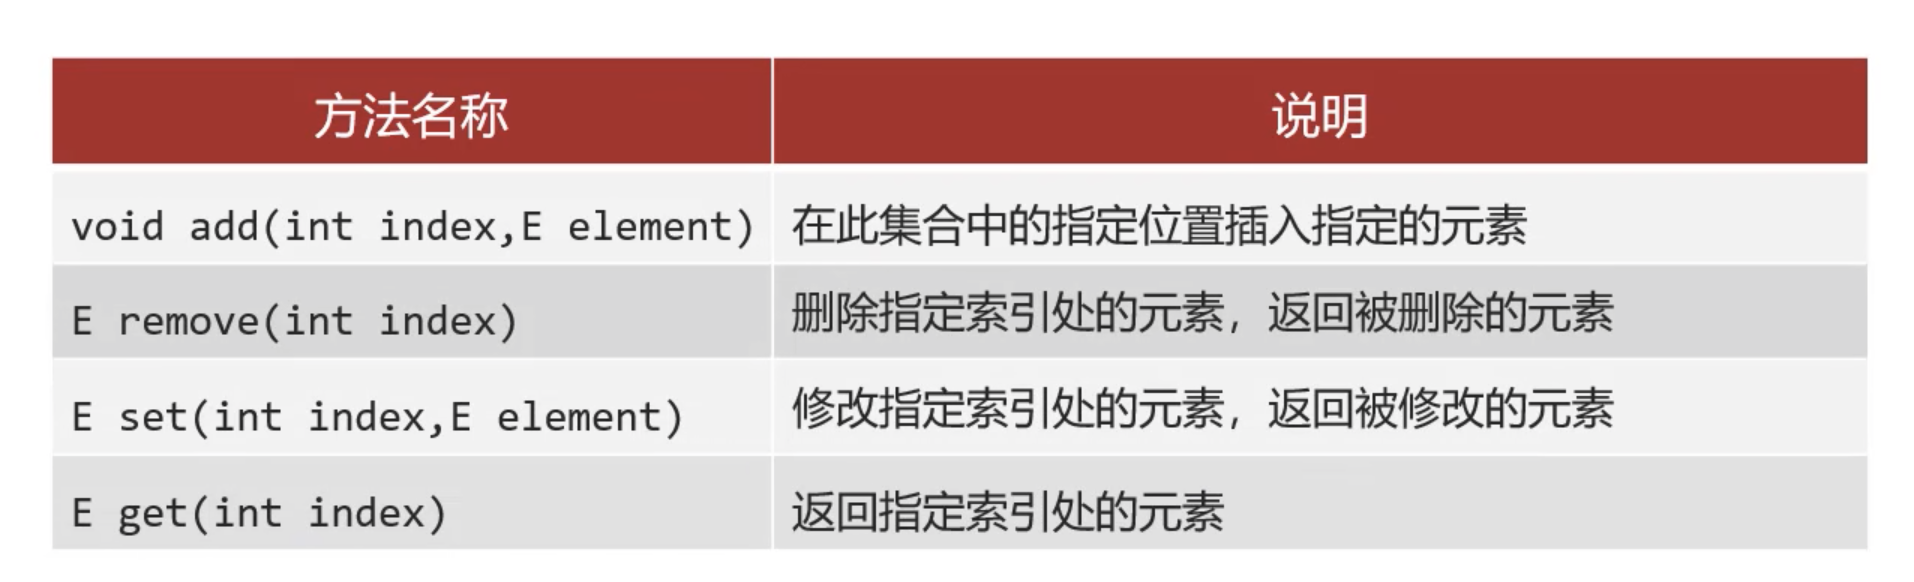 方法名称 说明
void add(int index,E element) 在此集合中的指定位置插入指定的元素
E remove(int index) 删除指定索引处的元素，返回被删除的元素
E set(int index,E element) 修改指定索引处的元素，返回被修改的元素
E get(int index) 返回指定索引处的元素